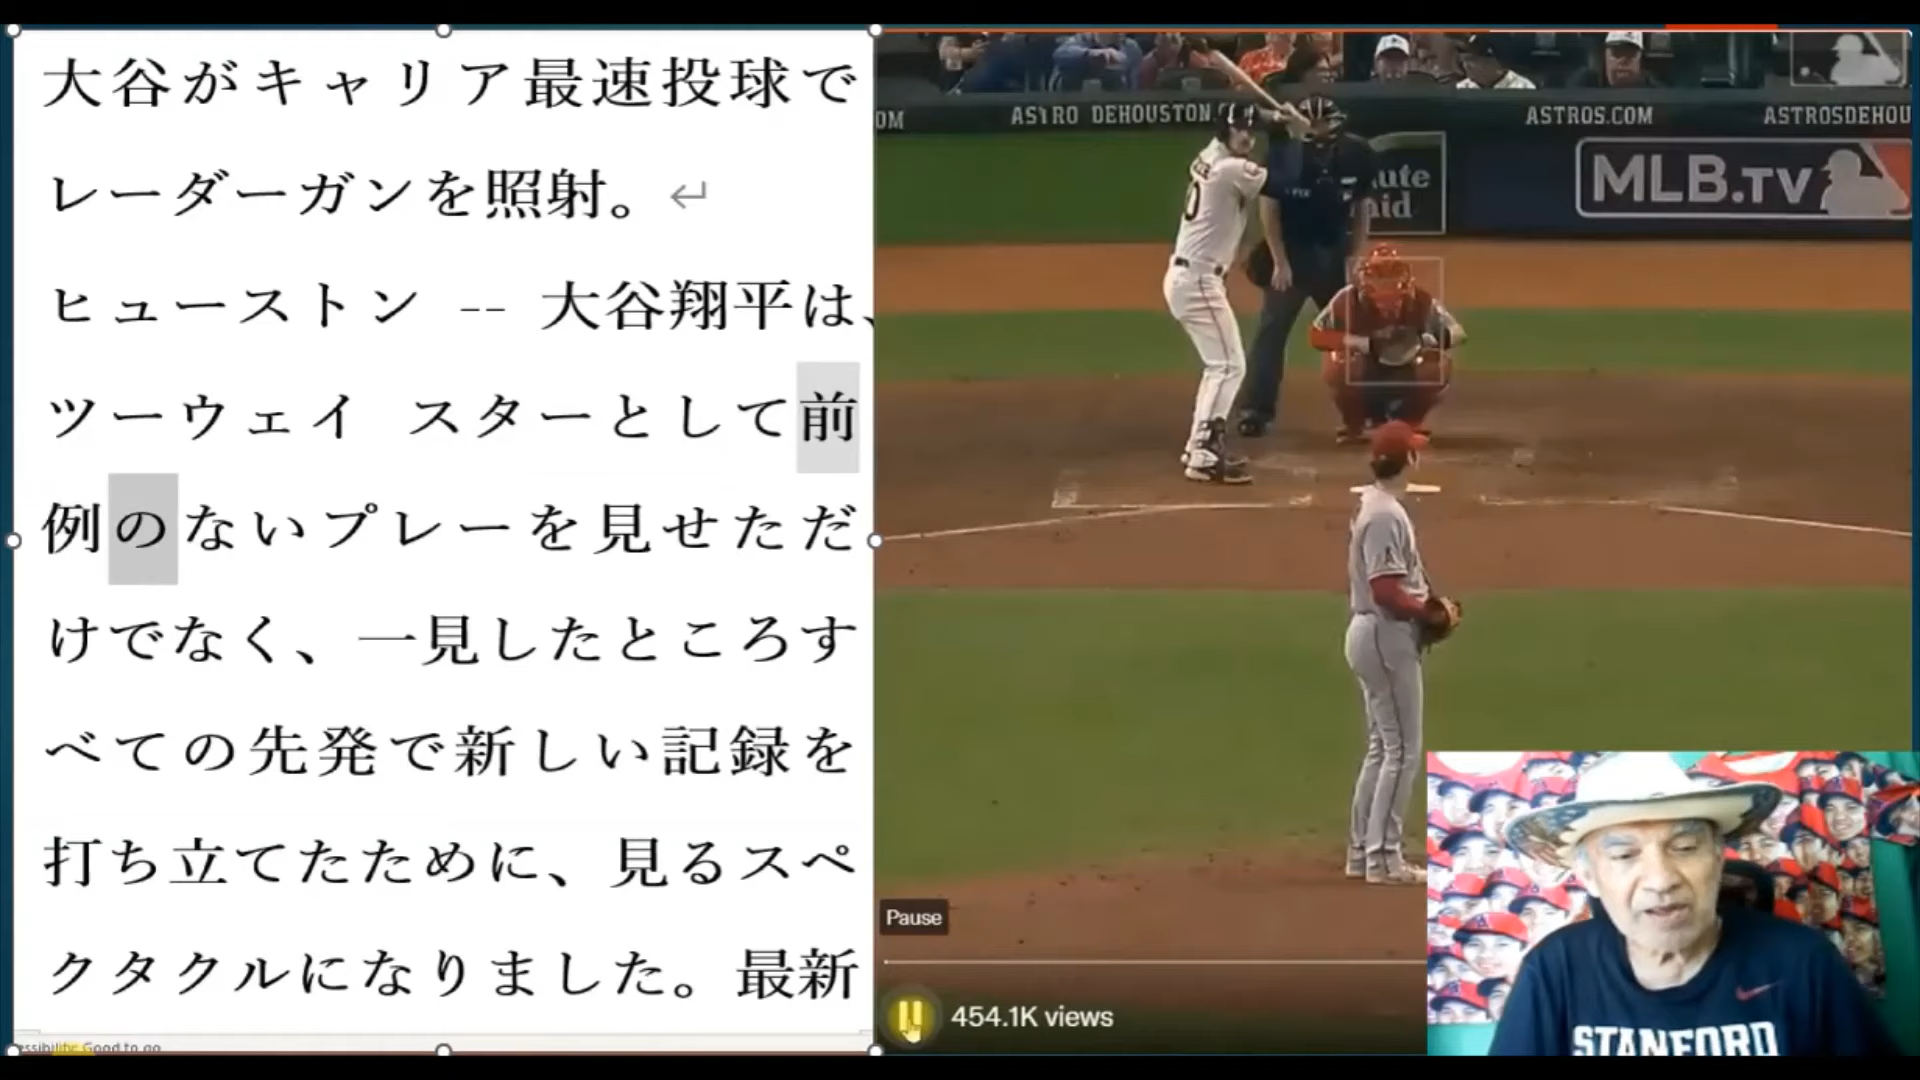 大谷がキャリア最速投球で
レーダーガンを照射。
ヒューストン -- 大谷翔平は、
ツーウェイ スターとして前
例のないプレーを見せただ
けでなく、一見したところす
べての先発で新しい記録を
打ち立てたために、見るスペ
クタクルになりました。最新
Good to go
ASTRO DEHOUSTON
ASTROS.COM
ASTROSDEHOU
MLB.TV
Pause
454.1K views
STANFORD